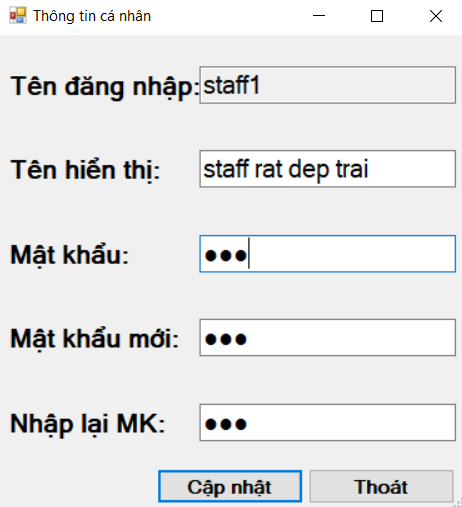 Thông tin cá nhân
Tên đăng nhập: staff1
Tên hiển thị: staff rat dep trai
Mật khẩu: ●●●
Mật khẩu mới: ●●●
Nhập lại MK: ●●●
Cập nhật Thoát